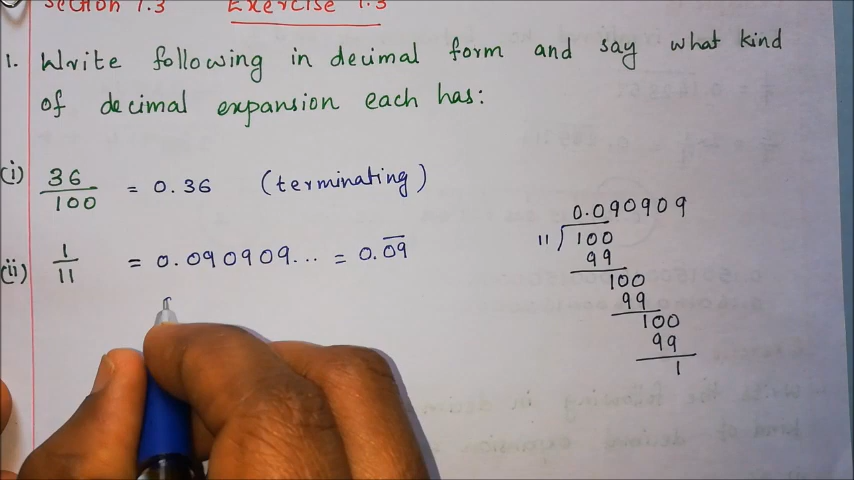 Section 1.3 Exercise 1.3
1. Write following in decimal form and say what kind
of decimal expansion each has:
(i) 36/100 = 0.36 (terminating)
(ii) 1/11 = 0.090909... = 0.0̅9̅
0.090909
11 100
99
100
99
100
99
1